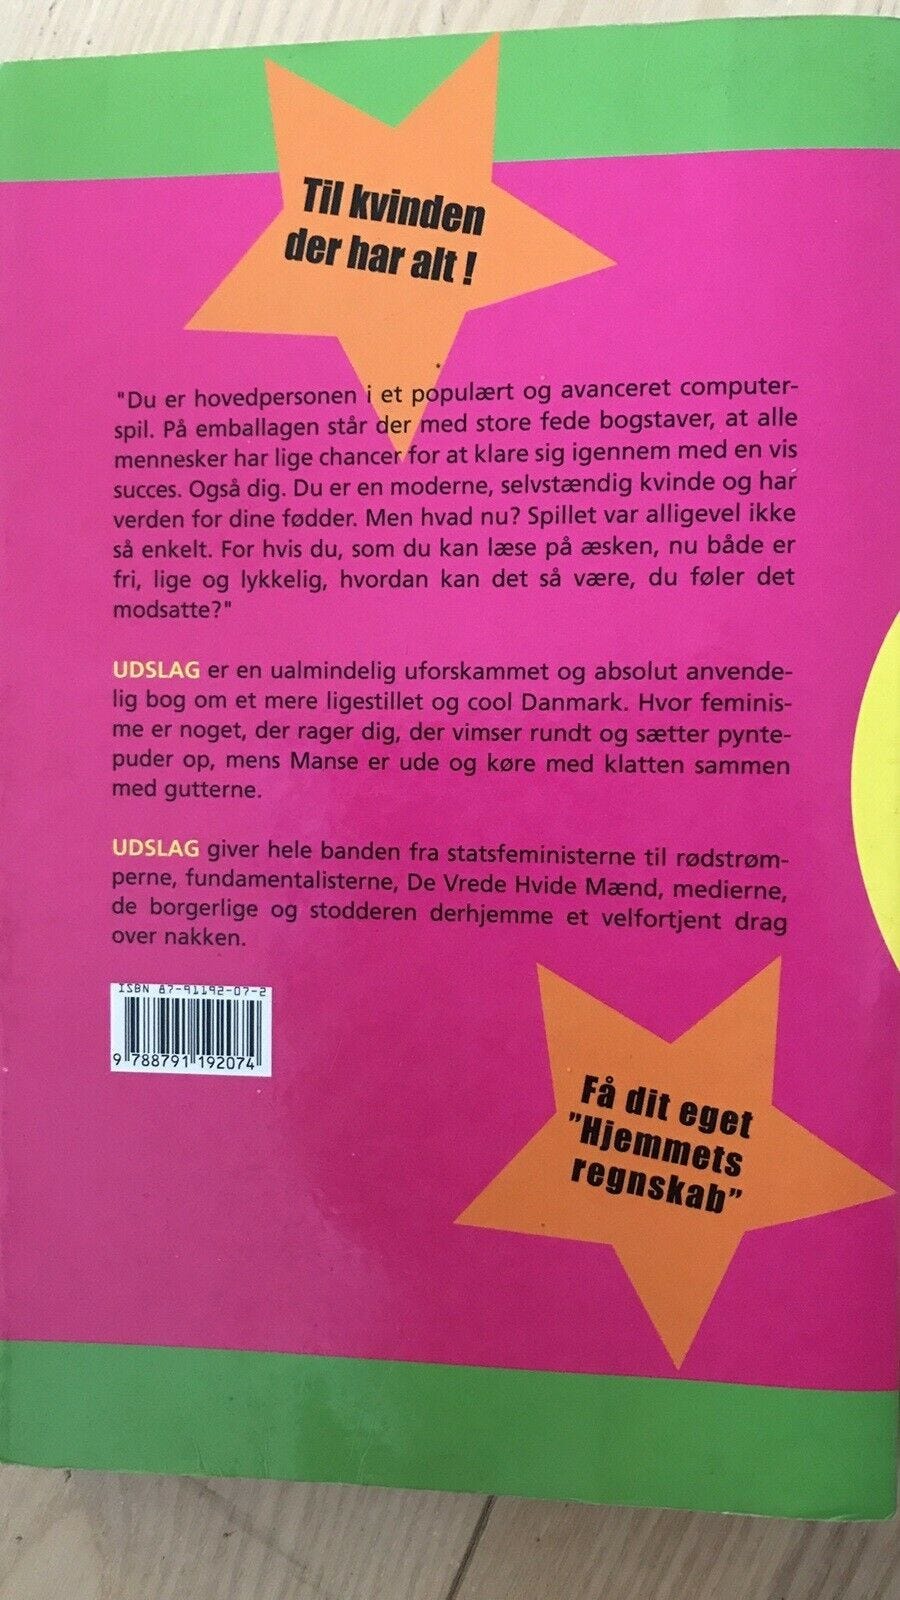 Til kvinden
der har alt !
"Du er hovedpersonen i et populært og avanceret computer-
spil. På emballagen står der med store fede bogstaver, at alle
mennesker har lige chancer for at klare sig igennem med en vis
succes. Også dig. Du er en moderne, selvstændig kvinde og har
verden for dine fødder. Men hvad nu? Spillet var alligevel ikke
så enkelt. For hvis du, som du kan læse på æsken, nu både er
fri, lige og lykkelig, hvordan kan det så være, du føler det
modsatte?"
UDSLAG er en ualmindelig uforskammet og absolut anvende-
lig bog om et mere ligestillet og cool Danmark. Hvor feminis-
me er noget, der rager dig, der vimser rundt og sætter pynte-
puder op, mens Manse er ude og køre med klatten sammen
med gutterne.
UDSLAG giver hele banden fra statsfeministerne til rødstrøm-
perne, fundamentalisterne, De Vrede Hvide Mænd, medierne,
de borgerlige og stodderen derhjemme et velfortjent drag
over nakken.
ISBN 87-91192-07-2
9 788791 192074
Få dit eget
"Hjemmets
regnskab"